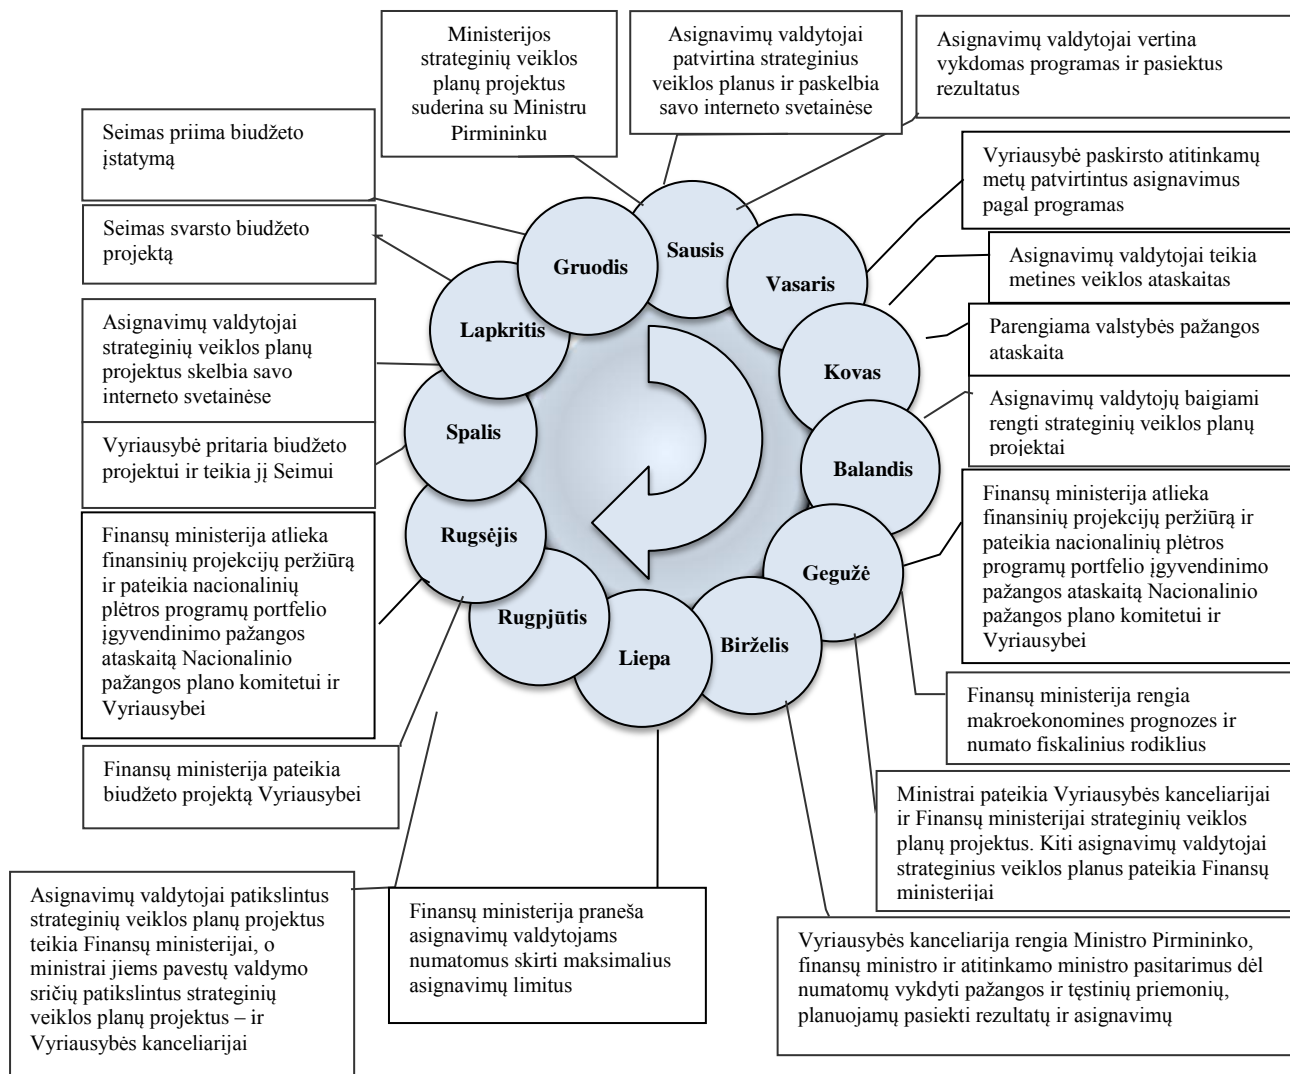 Ministerijos
strateginių veiklos
planų projektus
suderina su Ministru
Pirmininku
Asignavimų valdytojai
patvirtina strateginius
veiklos planus ir paskelbia
savo interneto svetainėse
Asignavimų valdytojai vertina
vykdomas programas ir pasiektus
rezultatus
Vyriausybė paskirsto atitinkamų
metų patvirtintus asignavimus
pagal programas
Asignavimų valdytojai teikia
metines veiklos ataskaitas
Parengiama valstybės pažangos
ataskaita
Asignavimų valdytojų baigiami
rengti strateginių veiklos planų
projektai
Finansų ministerija atlieka
finansinių projekcijų peržiūrą ir
pateikia nacionalinių plėtros
programų portfelio įgyvendinimo
pažangos ataskaitą Nacionalinio
pažangos plano komitetui ir
Vyriausybei
Finansų ministerija rengia
makroekonomines prognozes ir
numato fiskalinius rodiklius
Ministrai pateikia Vyriausybės kanceliarijai
ir Finansų ministerijai strateginių veiklos
planų projektus. Kiti asignavimų valdytojai
strateginius veiklos planus pateikia Finansų
ministerijai
Vyriausybės kanceliarija rengia Ministro Pirmininko,
finansų ministro ir atitinkamo ministro pasitarimus dėl
numatomų vykdyti pažangos ir tęstinių priemonių,
planuojamų pasiekti rezultatų ir asignavimų
Finansų ministerija praneša
asignavimų valdytojams
numatomus skirti maksimalius
asignavimų limitus
Asignavimų valdytojai patikslintus
strateginių veiklos planų projektus
teikia Finansų ministerijai, o
ministrai jiems pavestų valdymo
sričių patikslintus strateginių
veiklos planų projektus – ir
Vyriausybės kanceliarijai
Finansų ministerija pateikia
biudžeto projektą Vyriausybei
Finansų ministerija atlieka
finansinių projekcijų peržiūrą
ir pateikia nacionalinių
plėtros programų portfelio
įgyvendinimo pažangos
ataskaitą Nacionalinio
pažangos plano komitetui ir
Vyriausybei
Vyriausybė pritaria biudžeto
projektui ir teikia jį Seimui
Asignavimų valdytojai
strateginių veiklos planų
projektus skelbia savo
interneto svetainėse
Seimas svarsto biudžeto
projektą
Seimas priima biudžeto
įstatymą
Sausis
Vasaris
Kovas
Balandis
Gegužė
Birželis
Liepa
Rugpjūtis
Rugsėjis
Spalis
Lapkritis
Gruodis